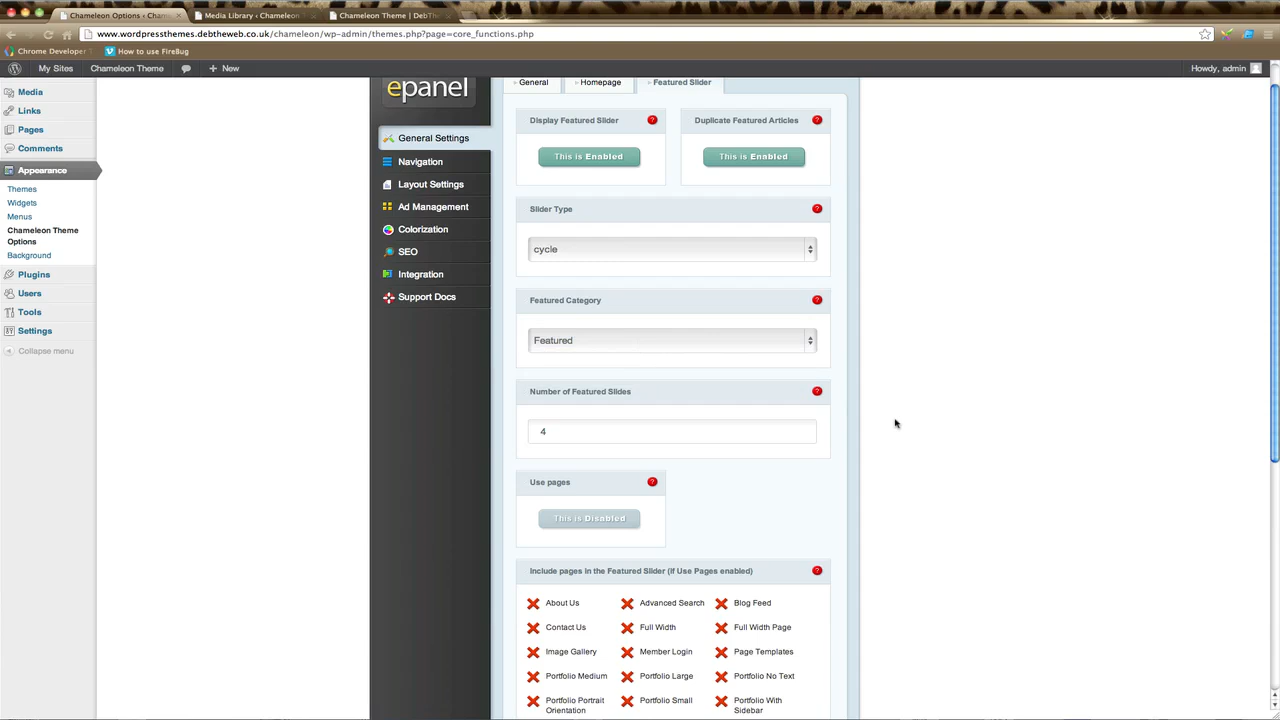 Chameleon Options ‹ Cham
Media Library ‹ Chameleon
Chameleon Theme | DebThe
www.wordpressthemes.debtheweb.co.uk/chameleon/wp-admin/themes.php?page=core_functions.php
Chrome Developer
How to use FireBug
My Sites
Chameleon Theme
+ New
Howdy, admin
Media
Links
Pages
Comments
Appearance
Themes
Widgets
Menus
Chameleon Theme
Options
Background
Plugins
Users
Tools
Settings
Collapse menu
epanel
General Settings
Navigation
Layout Settings
Ad Management
Colorization
SEO
Integration
Support Docs
General
Homepage
Featured Slider
Display Featured Slider
?
Duplicate Featured Articles
?
This is Enabled
This is Enabled
Slider Type
?
cycle
Featured Category
?
Featured
Number of Featured Slides
?
4
Use pages
?
This is Disabled
Include pages in the Featured Slider (if Use Pages enabled)
?
About Us
Advanced Search
Blog Feed
Contact Us
Full Width
Full Width Page
Image Gallery
Member Login
Page Templates
Portfolio Medium
Portfolio Large
Portfolio No Text
Portfolio Portrait
Orientation
Portfolio Small
Portfolio With
Sidebar